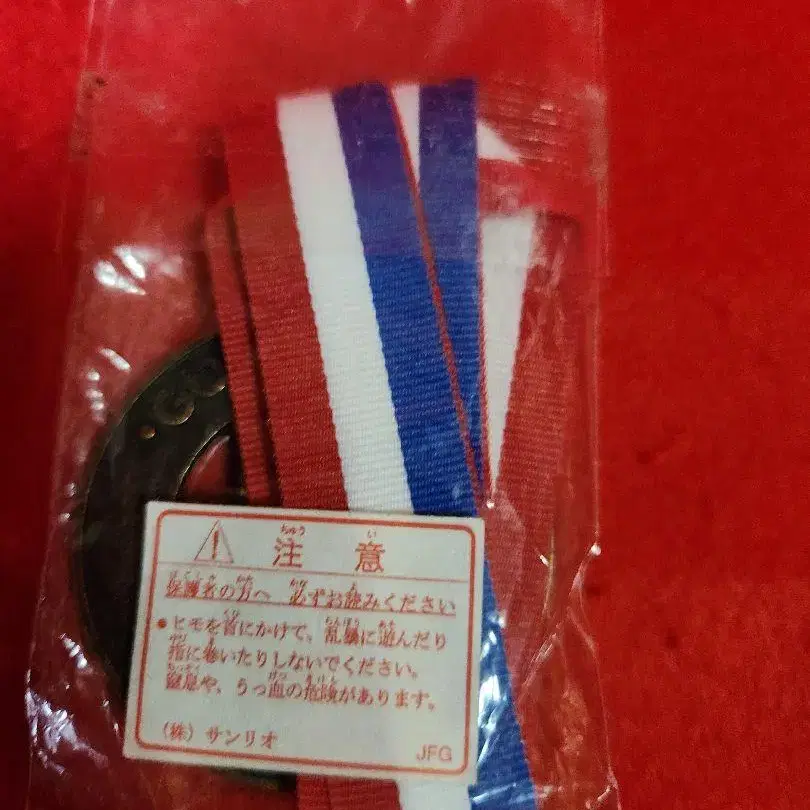 ・GO
注意
保護者の方へ 必ずお読みください
●ヒモを首にかけて、乱暴に遊んだり
指に巻いたりしないでください。
窒息や、うっ血の危険があります。
(株) サンリオ
JFG